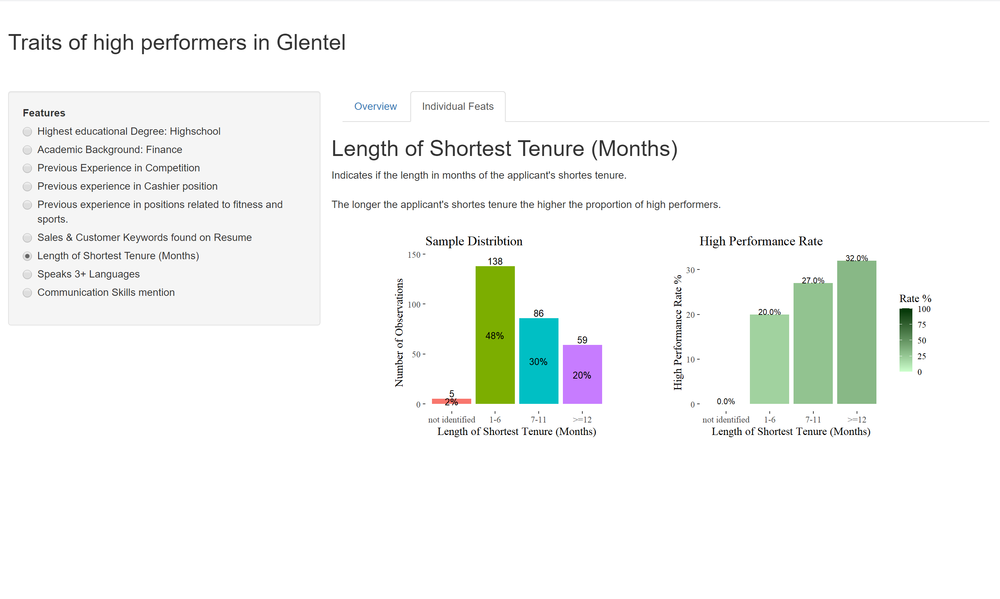 Traits of high performers in Glentel
Features
Highest educational Degree: Highschool
Academic Background: Finance
Previous Experience in Competition
Previous experience in Cashier position
Previous experience in positions related to fitness and
sports.
Sales & Customer Keywords found on Resume
Length of Shortest Tenure (Months)
Speaks 3+ Languages
Communication Skills mention
Overview
Individual Feats
Length of Shortest Tenure (Months)
Indicates if the length in months of the applicant's shortes tenure.
The longer the applicant's shortes tenure the higher the proportion of high performers.
Sample Distribtion
Number of Observations
150
100
50
0
5
2%
138
48%
86
30%
59
20%
not identified
1-6
7-11
>=12
Length of Shortest Tenure (Months)
High Performance Rate
High Performance Rate %
30
20
10
0
0.0%
20.0%
27.0%
32.0%
not identified
1-6
7-11
>=12
Length of Shortest Tenure (Months)
Rate %
100
75
50
25
0